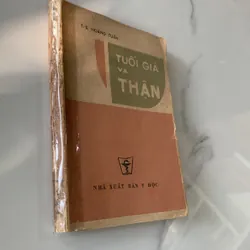 TUỔI GIÀ
VÀ
THẬN
NHÀ XUẤT BẢN Y HỌC